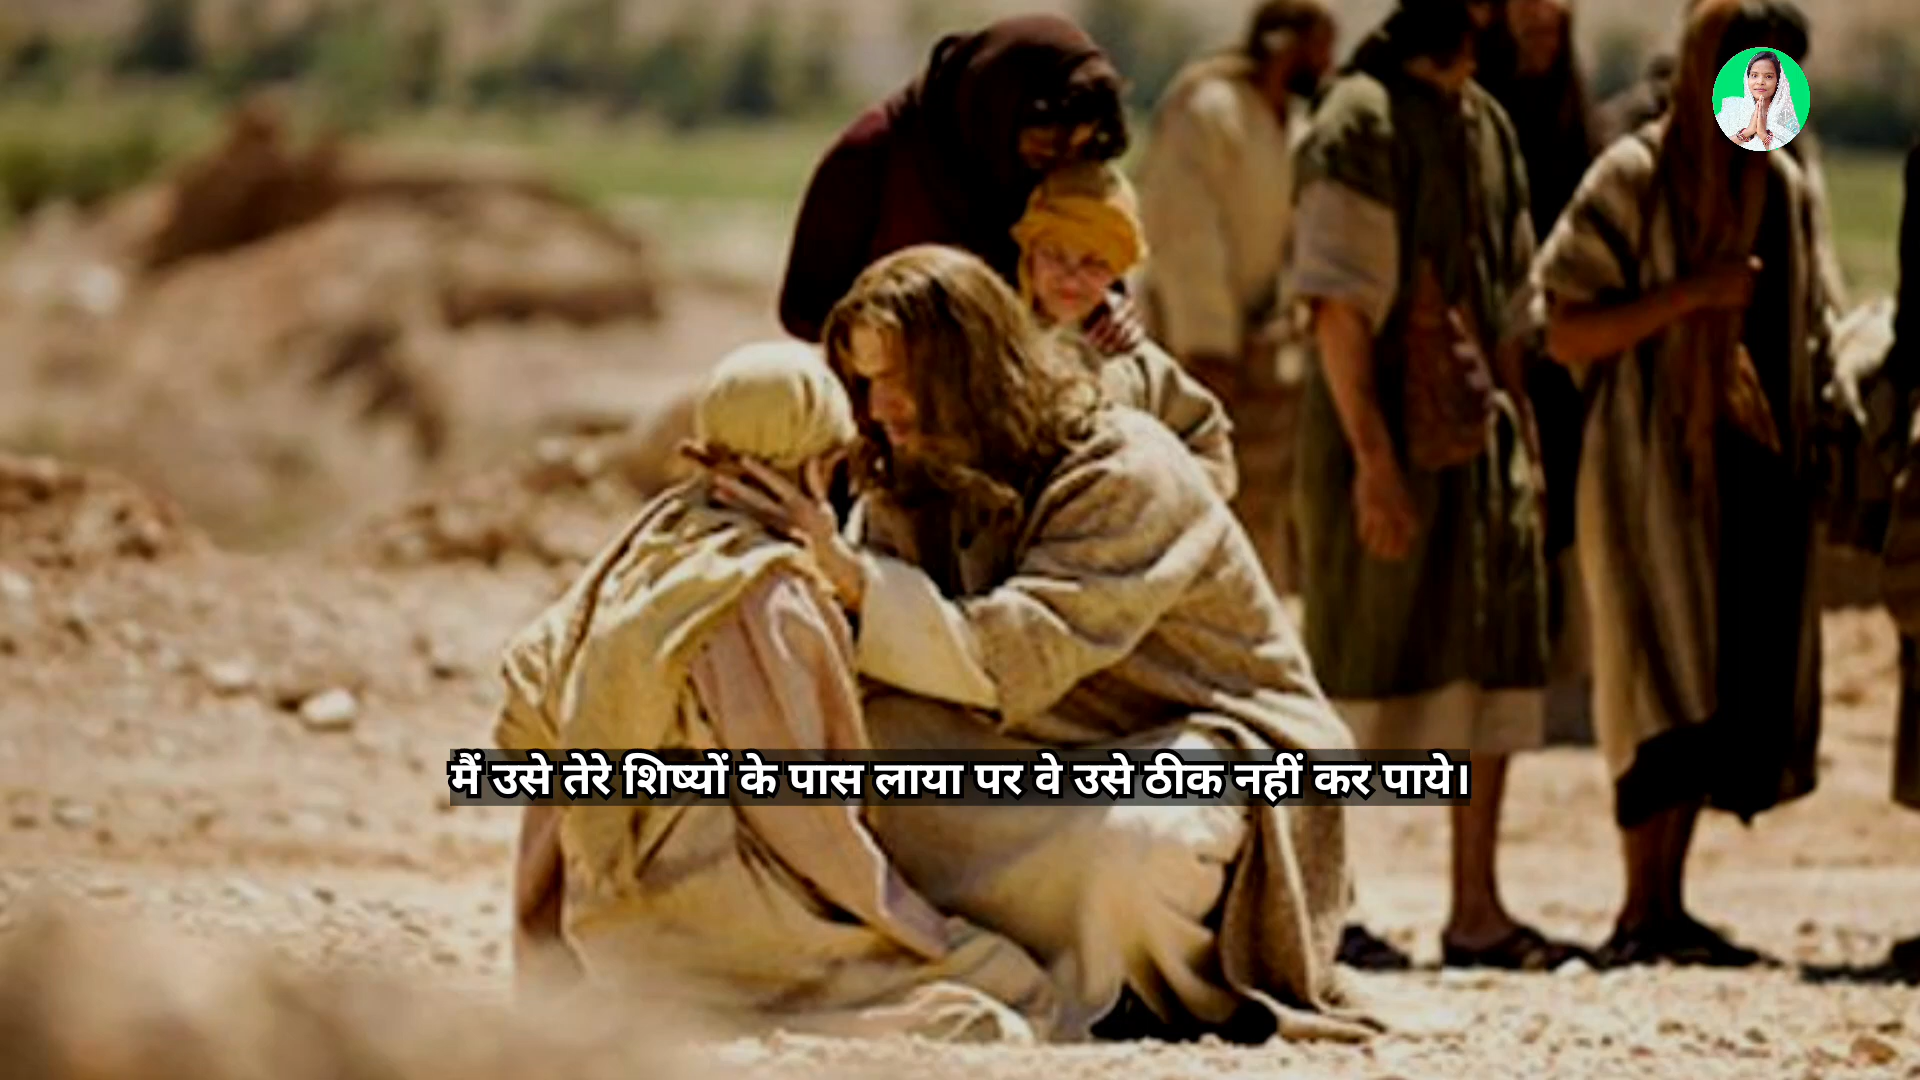 मैं उसे तेरे शिष्यों के पास लाया पर वे उसे ठीक नहीं कर पाये।